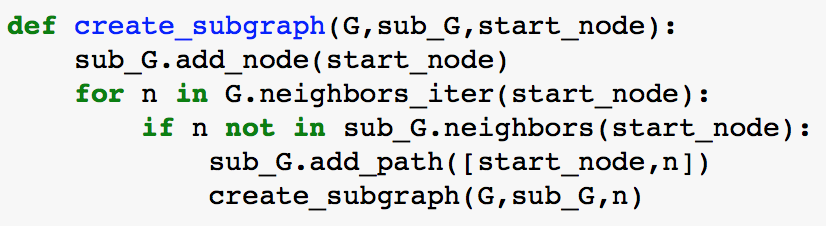 def create_subgraph(G,sub_G,start_node):
    sub_G.add_node(start_node)
    for n in G.neighbors_iter(start_node):
        if n not in sub_G.neighbors(start_node):
            sub_G.add_path([start_node,n])
            create_subgraph(G,sub_G,n)